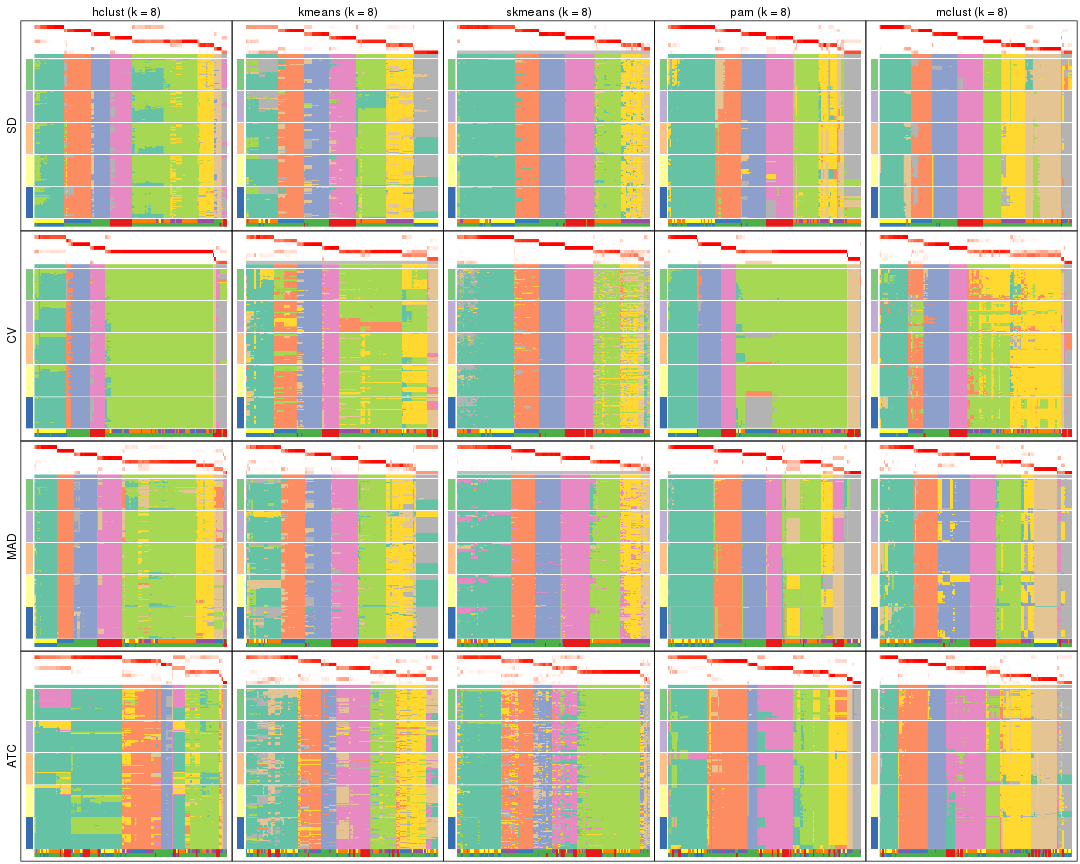 hclust (k = 8) kmeans (k = 8) skmeans (k = 8) pam (k = 8) mclust (k = 8)
SD
CV
MAD
ATC